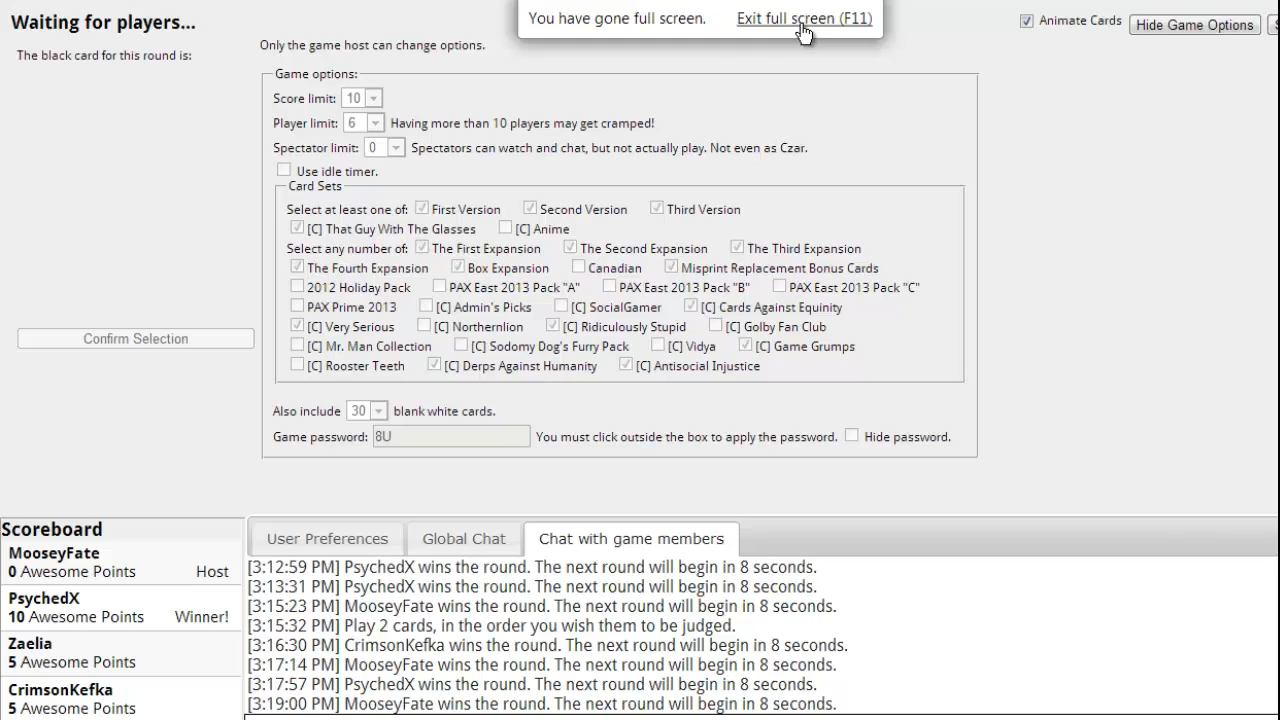 Waiting for players...
You have gone full screen. Exit full screen (F11)
Animate Cards
Hide Game Options
The black card for this round is:
Only the game host can change options.
Game options:
Score limit: 10
Player limit: 6 Having more than 10 players may get cramped!
Spectator limit: 0 Spectators can watch and chat, but not actually play. Not even as Czar.
Use idle timer.
Card Sets
Select at least one of: First Version Second Version Third Version
[C] That Guy With The Glasses [C] Anime
Select any number of: The First Expansion The Second Expansion The Third Expansion
The Fourth Expansion Box Expansion Canadian Misprint Replacement Bonus Cards
2012 Holiday Pack PAX East 2013 Pack "A" PAX East 2013 Pack "B" PAX East 2013 Pack "C"
PAX Prime 2013 [C] Admin's Picks [C] SocialGamer [C] Cards Against Equinity
[C] Very Serious [C] Northernlion [C] Ridiculously Stupid [C] Golby Fan Club
[C] Mr. Man Collection [C] Sodomy Dog's Furry Pack [C] Vidya [C] Game Grumps
[C] Rooster Teeth [C] Derps Against Humanity [C] Antisocial Injustice
Confirm Selection
Also include 30 blank white cards.
Game password: 8U You must click outside the box to apply the password. Hide password.
Scoreboard
MooseyFate
0 Awesome Points Host
PsychedX
10 Awesome Points Winner!
Zaelia
5 Awesome Points
CrimsonKefka
5 Awesome Points
User Preferences Global Chat Chat with game members
[3:12:59 PM] PsychedX wins the round. The next round will begin in 8 seconds.
[3:13:31 PM] PsychedX wins the round. The next round will begin in 8 seconds.
[3:15:23 PM] MooseyFate wins the round. The next round will begin in 8 seconds.
[3:15:32 PM] Play 2 cards, in the order you wish them to be judged.
[3:16:30 PM] CrimsonKefka wins the round. The next round will begin in 8 seconds.
[3:17:14 PM] MooseyFate wins the round. The next round will begin in 8 seconds.
[3:17:57 PM] PsychedX wins the round. The next round will begin in 8 seconds.
[3:19:00 PM] MooseyFate wins the round. The next round will begin in 8 seconds.